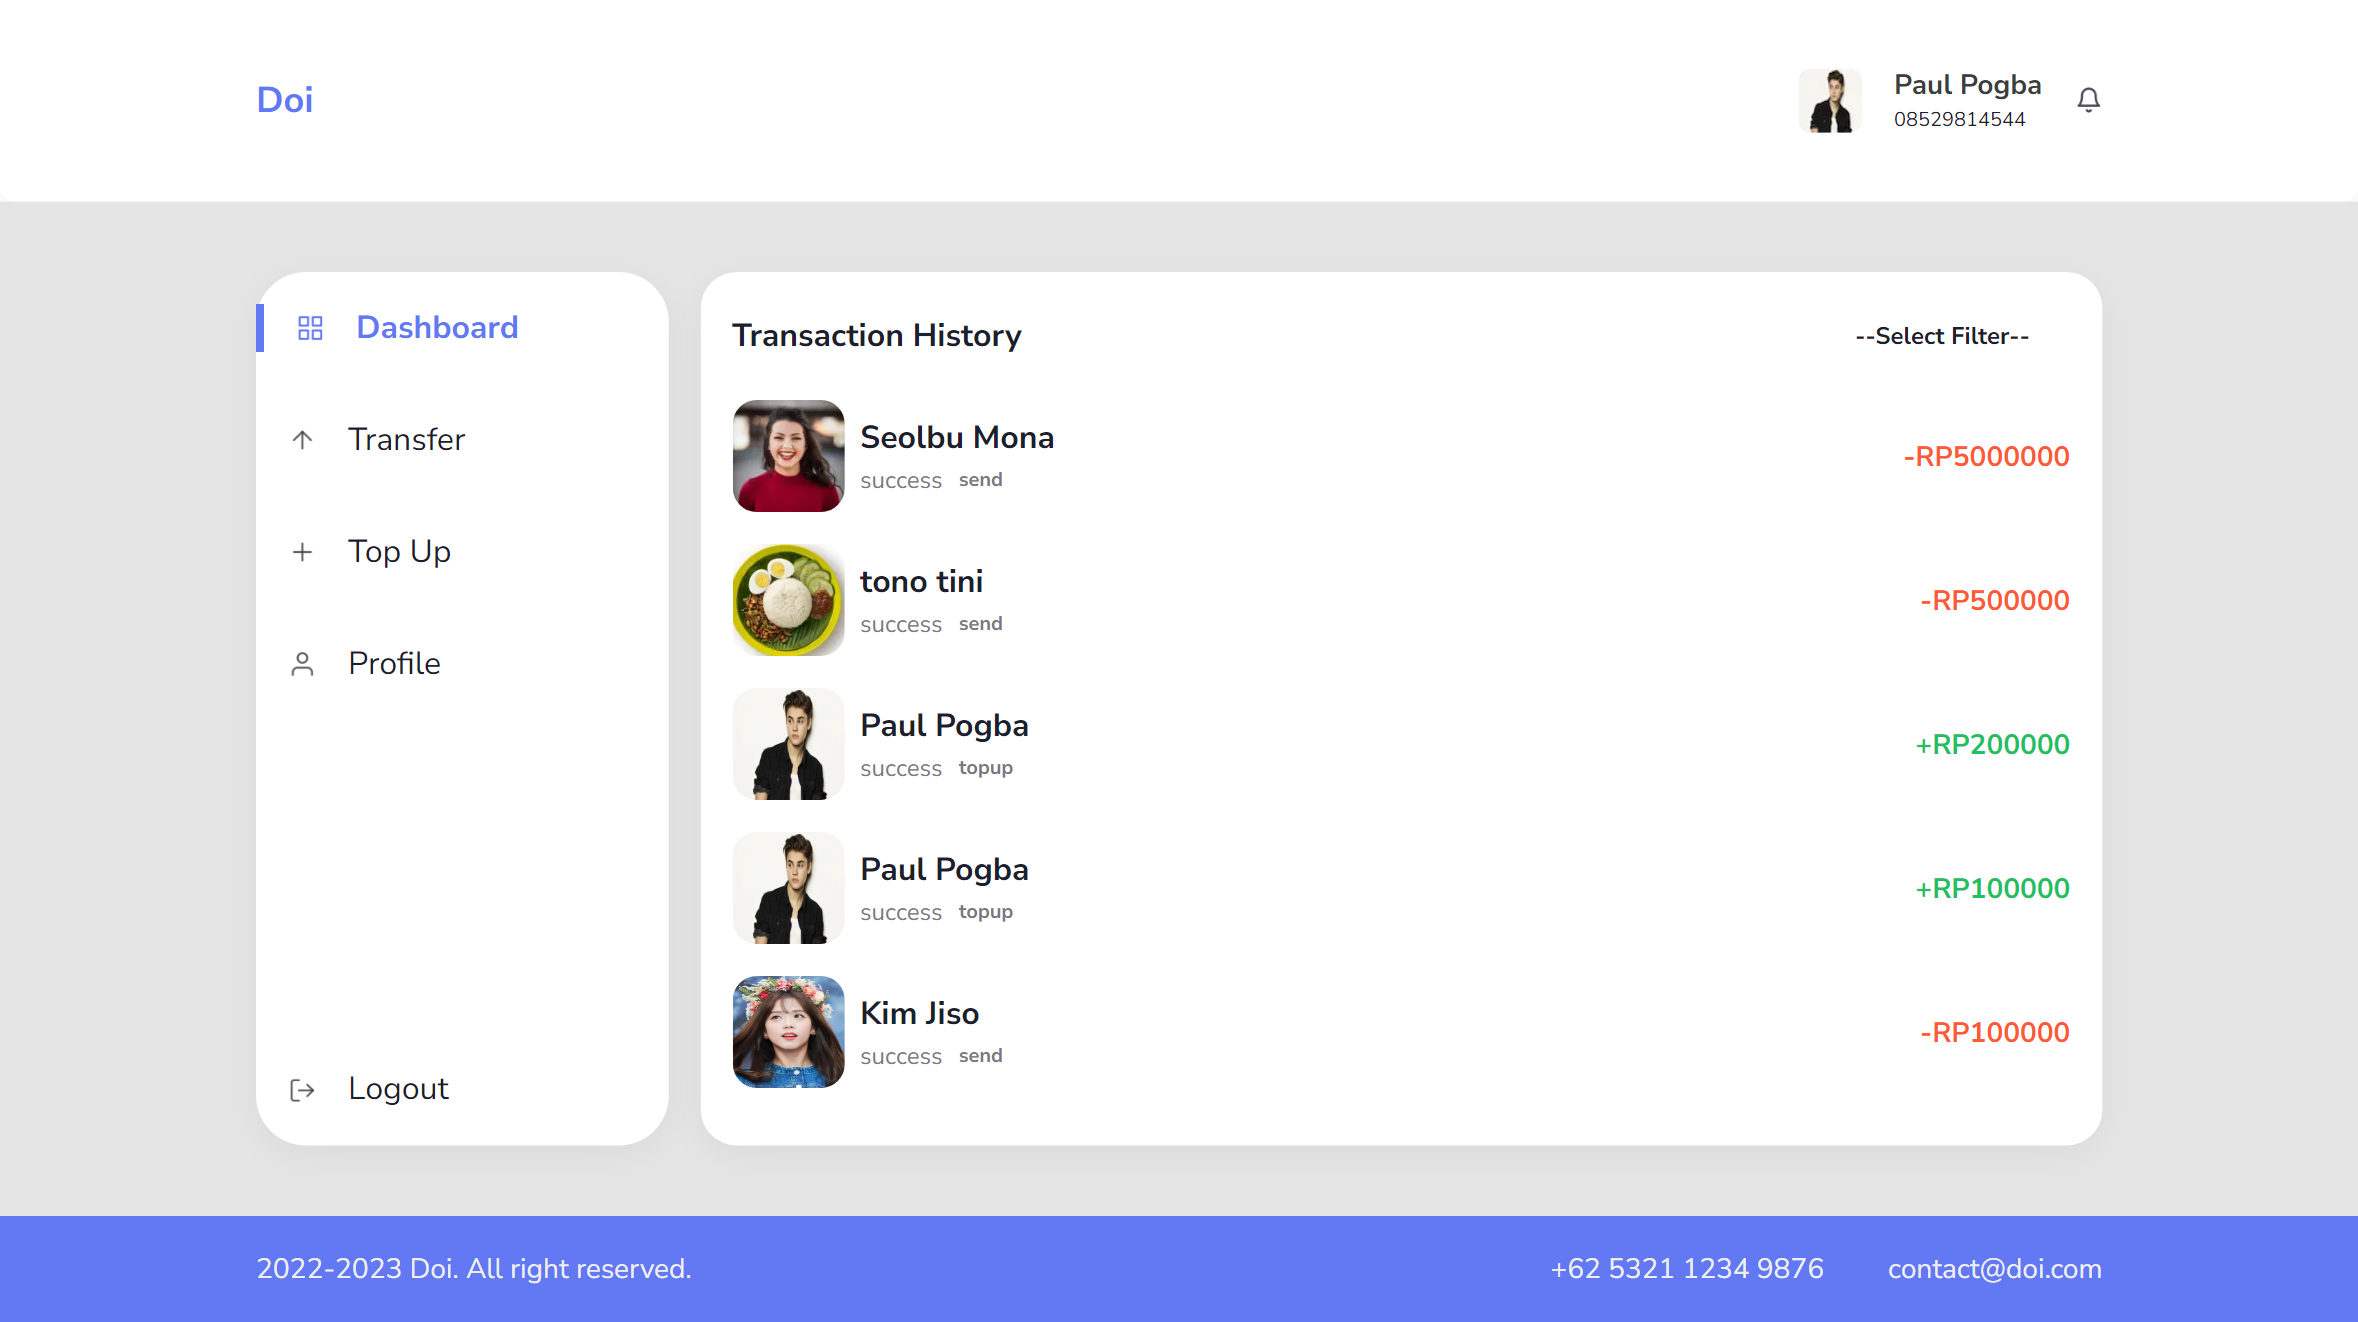 Doi
Paul Pogba
08529814544
Dashboard
Transfer
Top Up
Profile
Logout
Transaction History
--Select Filter--
Seolbu Mona
success send
-RP5000000
tono tini
success send
-RP500000
Paul Pogba
success topup
+RP200000
Paul Pogba
success topup
+RP100000
Kim Jiso
success send
-RP100000
2022-2023 Doi. All right reserved.
+62 5321 1234 9876
contact@doi.com